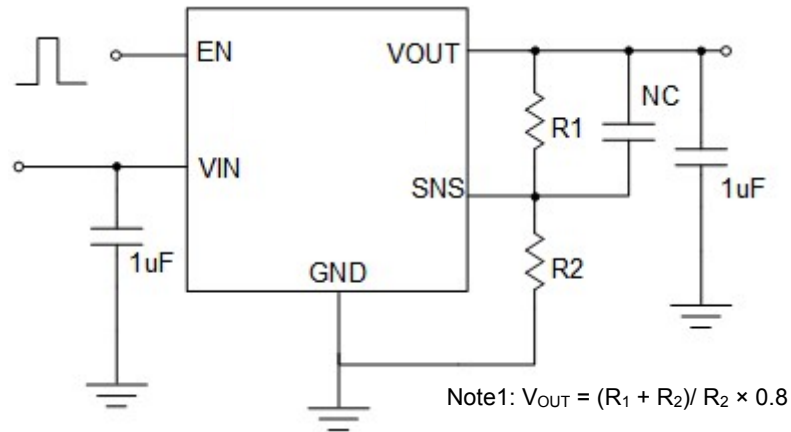 EN
VOUT
NC
R1
VIN
SNS
1uF
1uF
R2
GND
Note1: VOUT = (R1 + R2)/ R2 × 0.8